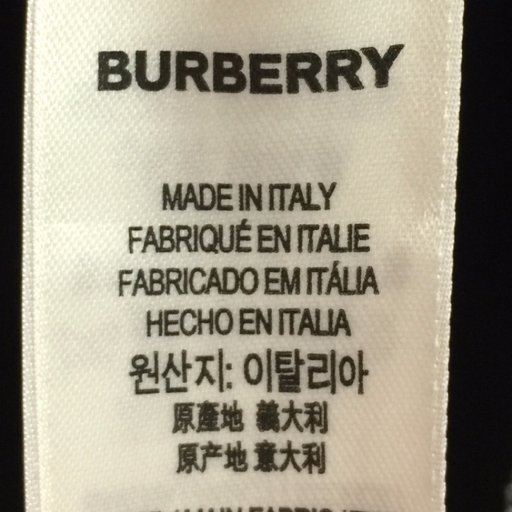 BURBERRY
MADE IN ITALY
FABRIQUÉ EN ITALIE
FABRICADO EM ITÁLIA
HECHO EN ITALIA
원산지: 이탈리아
原產地 義大利
原产地 意大利